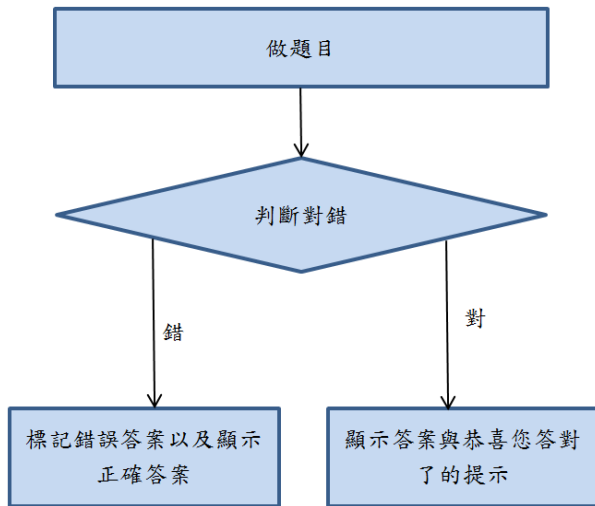 做題目
判斷對錯
錯
對
標記錯誤答案以及顯示
正確答案
顯示答案與恭喜您答對
了的提示